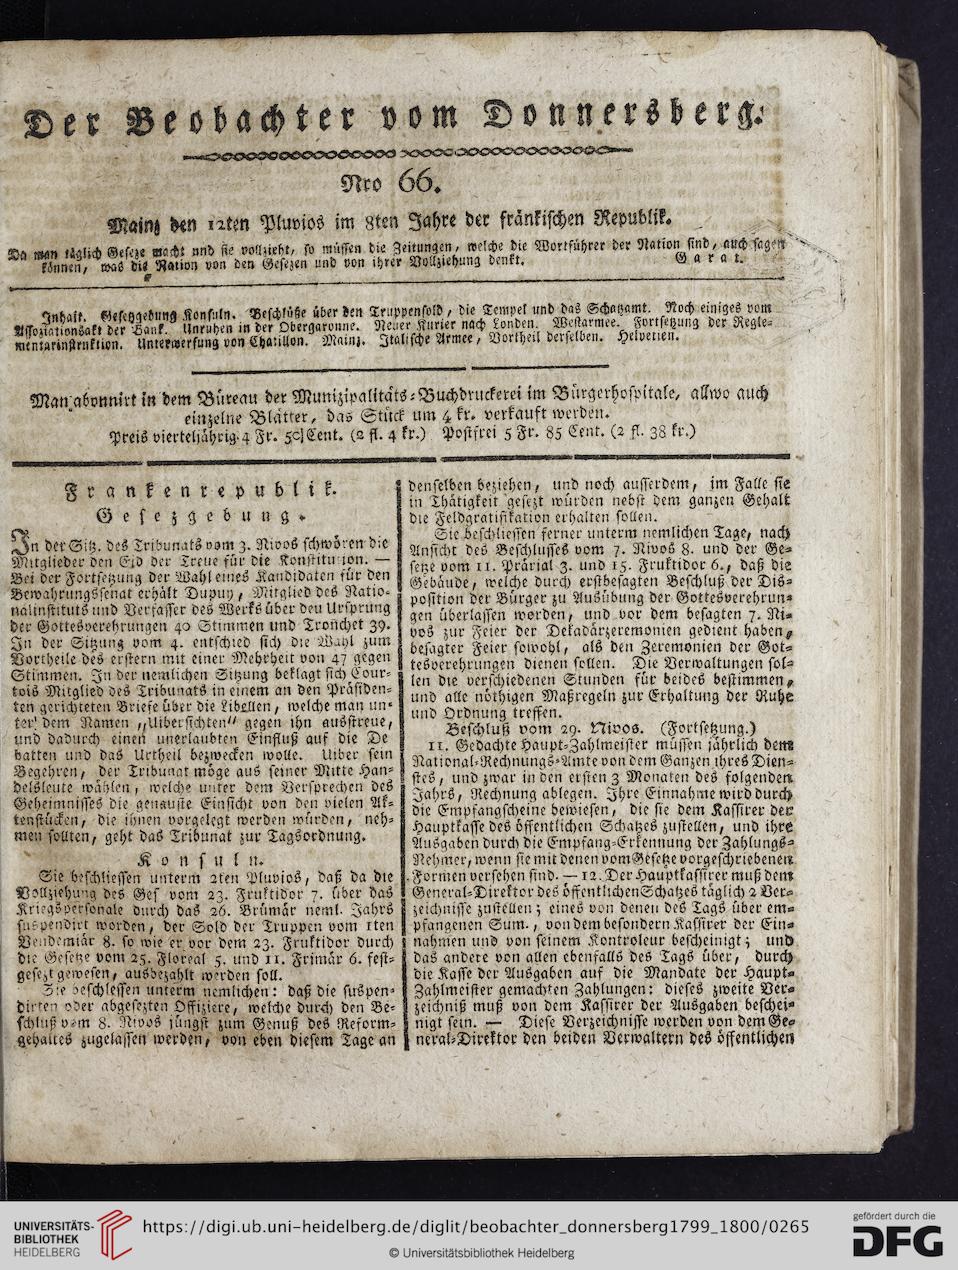 Der Beobachter vom Donnersberg.
Nro 66.
Mainz den 12ten Pluvios im 8ten Jahre der fränkischen Republik.
Da man täglich Geseze macht und sie vollzieht, so müssen die Zeitungen, welche die Wortführer der Nation sind, auch sagen
können, was die Nation von den Gesezen und von ihrer Vollziehung denkt. Garat.
Inhalt. Gesetzgebung Konsuln. Beschlüße über den Truppensold, die Tempel und das Schatzamt. Noch einiges vom
Assoziationsakt der Bank. Unruhen in der Obergaronne. Neuer Kurier nach London. Westarmee. Fortsetzung der Regle-
mentarinstruktion. Unterwerfung von Chatillon. Mainz. Italische Armee, Vortheil derselben. Helvetien.
Man abonnirt in dem Büreau der Munizipalitäts-Buchdruckerei im Bürgerhospitale, allwo auch
einzelne Blätter, das Stück um 4 kr. verkauft werden.
Preis vierteljährig 4 Fr. 50 Cent. (2 fl. 4 kr.) Postfrei 5 Fr. 85 Cent. (2 fl. 38 kr.)
Frankenrepublik.
Gesezgebung.
In der Sitz. des Tribunats vom 3. Nivos schwören die
Mitglieder den Eid der Treue für die Konstitution. —
Bei der Fortsetzung der Wahl eines Kandidaten für den
Bewahrungssenat erhält Dupuy, Mitglied des Natio-
nalinstituts und Verfasser des Werks über den Ursprung
der Gottesverehrungen 40 Stimmen und Tronchet 39.
In der Sitzung vom 4. entschied sich die Wahl zum
Vortheile des erstern mit einer Mehrheit von 47 gegen
Stimmen. In der nemlichen Sitzung beklagt sich Cour-
tois Mitglied des Tribunats in einem an den Präsiden-
ten gerichteten Briefe über die Libellen, welche man un-
ter dem Namen „Uibersichten" gegen ihn ausstreue,
und dadurch einen unerlaubten Einfluß auf die De
batten und das Urtheil bezwecken wolle. Uiber sein
Begehren, der Tribunat möge aus seiner Mitte Han-
delsleute wählen, welche unter dem Versprechen des
Geheimnisses die genauste Einsicht von den vielen Ak-
tenstücken, die ihnen vorgelegt werden würden, neh-
men sollten, geht das Tribunat zur Tagsordnung.
Konsuln.
Sie beschliessen unterm 2ten Pluvios, daß da die
Vollziehung des Ges vom 23. Fruktidor 7. über das
Kriegspersonale durch das 26. Brümär neml. Jahrs
suspendirt worden, der Sold der Truppen vom 1ten
Vendemiär 8. so wie er vor dem 23. Fruktidor durch
die Gesetze vom 25. Floreal 5. und 11. Frimär 6. fest-
gesezt gewesen, ausbezahlt werden soll.
Sie beschlessen unterm nemlichen: daß die suspen-
dirten oder abgesezten Offiziere, welche durch den Be-
schluß vom 8. Nivos jüngst zum Genuß des Reform-
gehaltes zugelassen werden, von eben diesem Tage an
denselben beziehen, und noch ausserdem, im Falle sie
in Thätigkeit gesezt würden nebst dem ganzen Gehalt
die Feldgratifikation erhalten sollen.
Sie beschliessen ferner unterm nemlichen Tage, nach
Ansicht des Beschlusses vom 7. Nivos 8. und der Ge-
setze vom 11. Prärial 3. und 15. Fruktidor 6., daß die
Gebäude, welche durch erstbesagten Beschluß der Dis-
position der Bürger zu Ausübung der Gottesverehrun-
gen überlassen worden, und vor dem besagten 7. Ni-
vos zur Feier der Dekadärzeremonien gedient haben,
besagter Feier sowohl, als den Zeremonien der Got-
tesverehrungen dienen sollen. Die Verwaltungen sol-
len die verschiedenen Stunden für beides bestimmen,
und alle nöthigen Maßregeln zur Erhaltung der Ruhe
und Ordnung treffen.
Beschluß vom 29. Nivos. (Fortsetzung.)
11. Gedachte Haupt-Zahlmeister müssen jährlich dem
National-Rechnungs-Amte von dem Ganzen ihres Dien-
stes, und zwar in den ersten 3 Monaten des folgenden
Jahrs, Rechnung ablegen. Ihre Einnahme wird durch
die Empfangscheine bewiesen, die sie dem Kassirer der
Hauptkasse des öffentlichen Schatzes zustellen, und ihre
Ausgaben durch die Empfang-Erkennung der Zahlungs-
Nehmer, wenn sie mit denen vom Gesetze vorgeschriebenen
Formen versehen sind. — 12. Der Hauptkassirer muß dem
General-Direktor des öffentlichen Schatzes täglich 2 Ver-
zeichnisse zustellen; eines von denen des Tags über em-
pfangenen Sum., von dem besondern Kassirer der Ein-
nahmen und von seinem Kontroleur bescheinigt; und
das andere von allen ebenfalls des Tags über, durch
die Kasse der Ausgaben auf die Mandate der Haupt-
Zahlmeister gemachten Zahlungen: dieses zweite Ver-
zeichniß muß von dem Kassirer der Ausgaben beschei-
nigt sein. — Diese Verzeichnisse werden von dem Ge-
neral-Direktor den beiden Verwaltern des öffentlichen
UNIVERSITÄTS-
BIBLIOTHEK
HEIDELBERG
https://digi.ub.uni-heidelberg.de/diglit/beobachter_donnersberg1799_1800/0265
© Universitätsbibliothek Heidelberg
gefördert durch die
DFG